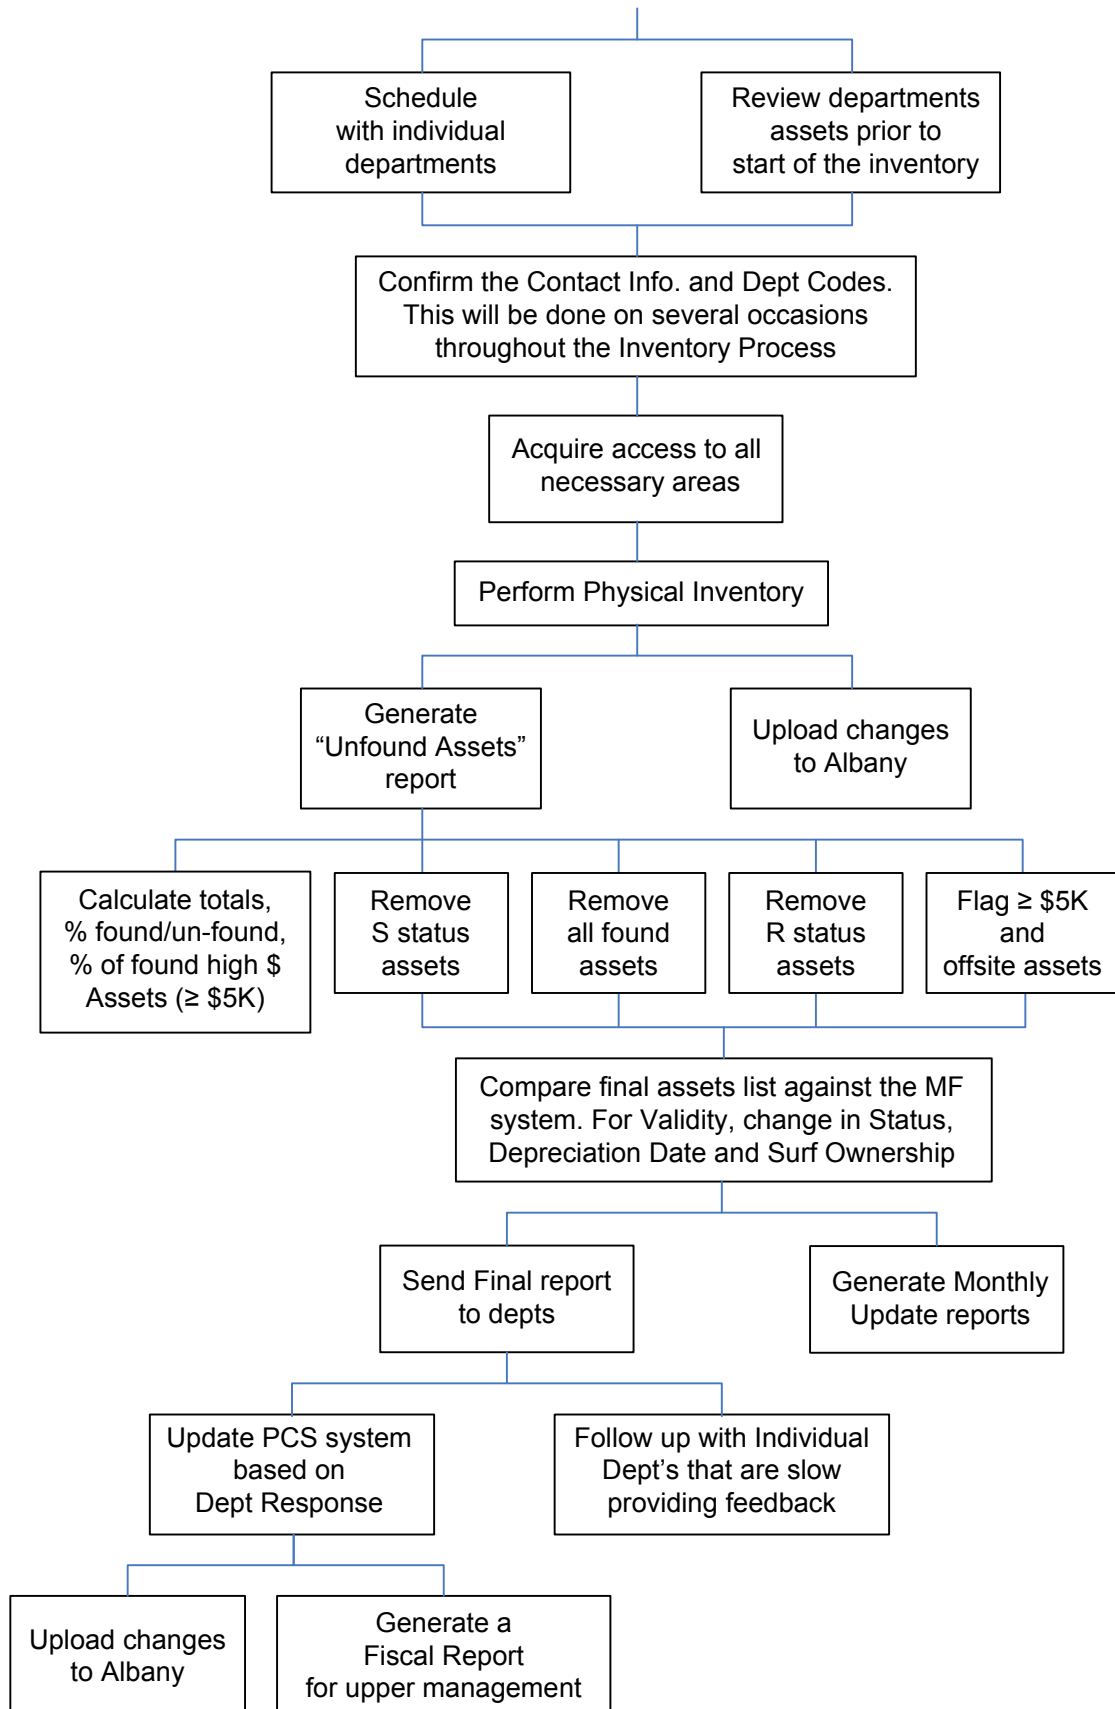 Schedule
with individual
departments
Review departments
assets prior to
start of the inventory
Confirm the Contact Info. and Dept Codes.
This will be done on several occasions
throughout the Inventory Process
Acquire access to all
necessary areas
Perform Physical Inventory
Generate
“Unfound Assets”
report
Upload changes
to Albany
Calculate totals,
% found/un-found,
% of found high $
Assets (≥ $5K)
Remove
S status
assets
Remove
all found
assets
Remove
R status
assets
Flag ≥ $5K
and
offsite assets
Compare final assets list against the MF
system. For Validity, change in Status,
Depreciation Date and Surf Ownership
Send Final report
to depts
Generate Monthly
Update reports
Update PCS system
based on
Dept Response
Follow up with Individual
Dept’s that are slow
providing feedback
Upload changes
to Albany
Generate a
Fiscal Report
for upper management